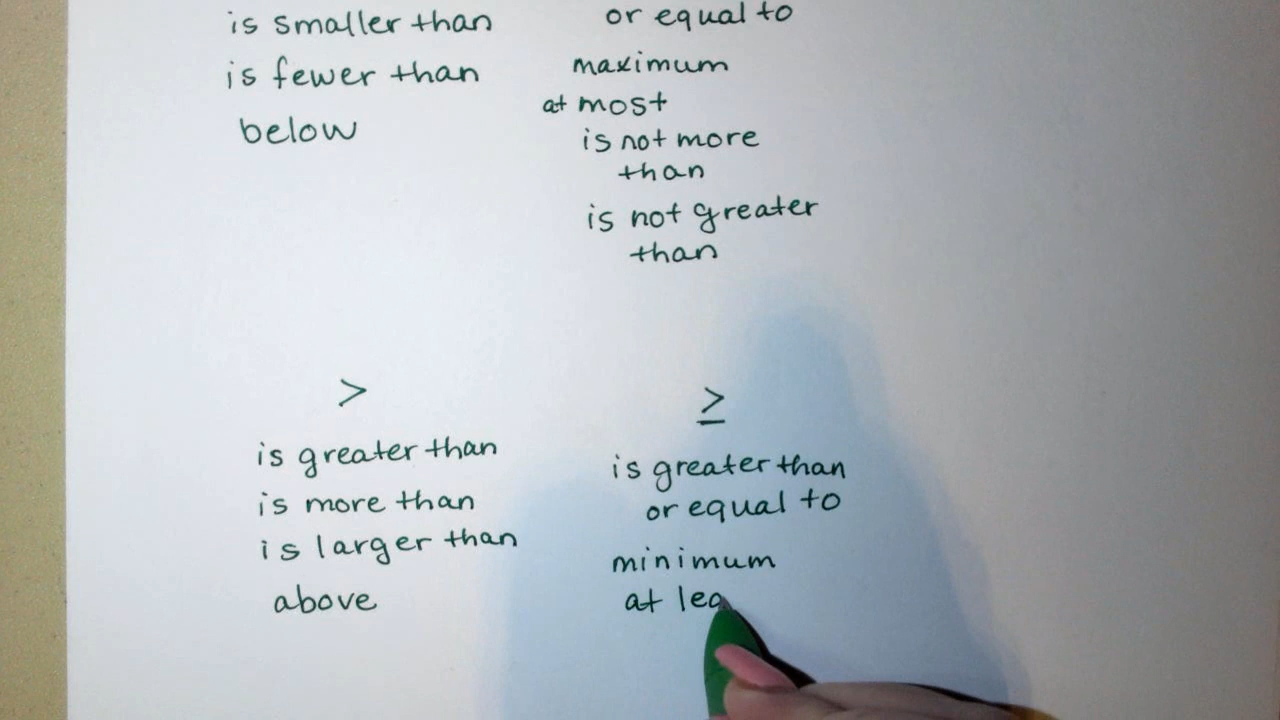 is smaller than
is fewer than
below
or equal to
maximum
at most
is not more
than
is not greater
than
>
is greater than
is more than
is larger than
above
≥
is greater than
or equal to
minimum
at lea